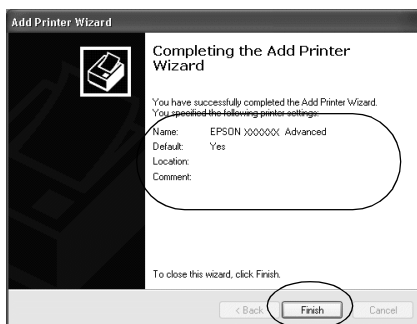 Add Printer Wizard
Completing the Add Printer
Wizard
You have successfully completed the Add Printer Wizard.
You specified the following printer settings:
Name: EPSON XXXXXX Advanced
Default: Yes
Location:
Comment:
To close this wizard, click Finish.
< Back Finish Cancel